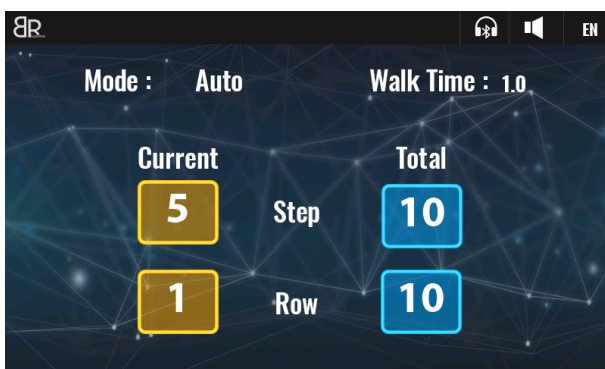 BR
EN
Mode : Auto
Walk Time : 1.0
Current
Total
5 Step 10
1 Row 10